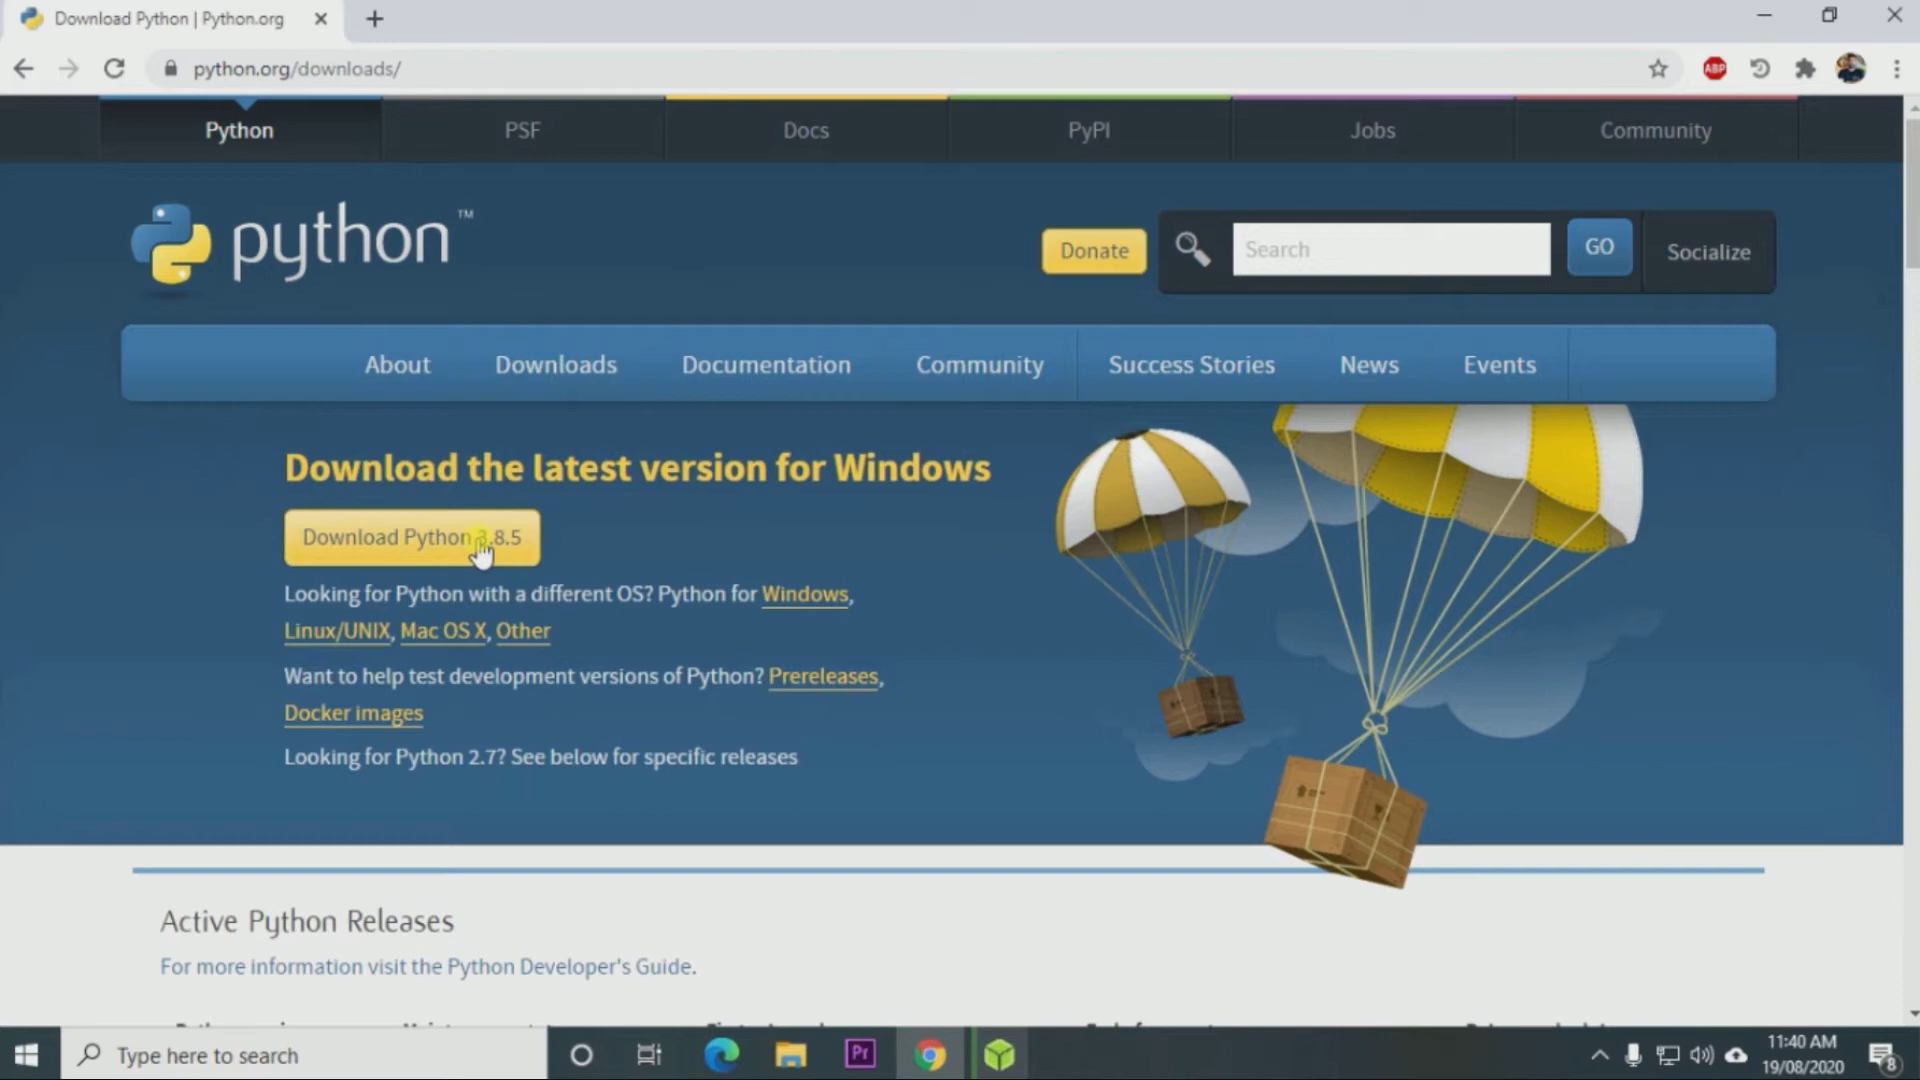 Download Python | Python.org
python.org/downloads/
ABP
Python PSF Docs PyPI Jobs Community
python™
Donate Search GO Socialize
About Downloads Documentation Community Success Stories News Events
Download the latest version for Windows
Download Python 3.8.5
Looking for Python with a different OS? Python for Windows,
Linux/UNIX, Mac OS X, Other
Want to help test development versions of Python? Prereleases,
Docker images
Looking for Python 2.7? See below for specific releases
Active Python Releases
For more information visit the Python Developer's Guide.
Type here to search
Pr
11:40 AM
19/08/2020
8